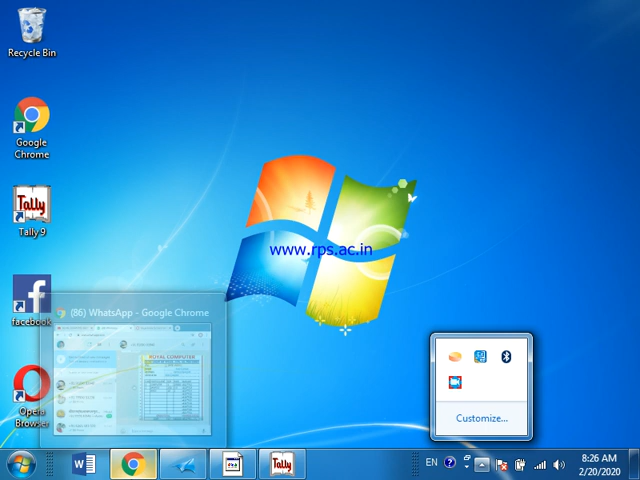 Recycle Bin
Google
Chrome
Tally
Tally 9
www.rps.ac.in
facebook
(86) WhatsApp - Google Chrome
ROYAL COMPUTER
Opera
Browser
Customize...
W
Tally
EN
8:26 AM
2/20/2020